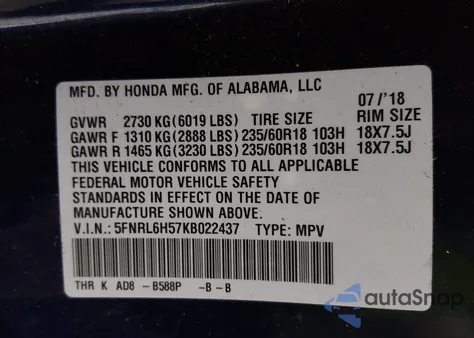 MFD. BY HONDA MFG. OF ALABAMA, LLC
07 /'18
GVWR 2730 KG(6019 LBS) TIRE SIZE RIM SIZE
GAWR F 1310 KG(2888 LBS) 235/60R18 103H 18X7.5J
GAWR R 1465 KG(3230 LBS) 235/60R18 103H 18X7.5J
THIS VEHICLE CONFORMS TO ALL APPLICABLE
FEDERAL MOTOR VEHICLE SAFETY
STANDARDS IN EFFECT ON THE DATE OF
MANUFACTURE SHOWN ABOVE.
V.I.N.: 5FNRL6H57KB022437 TYPE: MPV
THR K AD8 -B588P -B -B
autoSnap